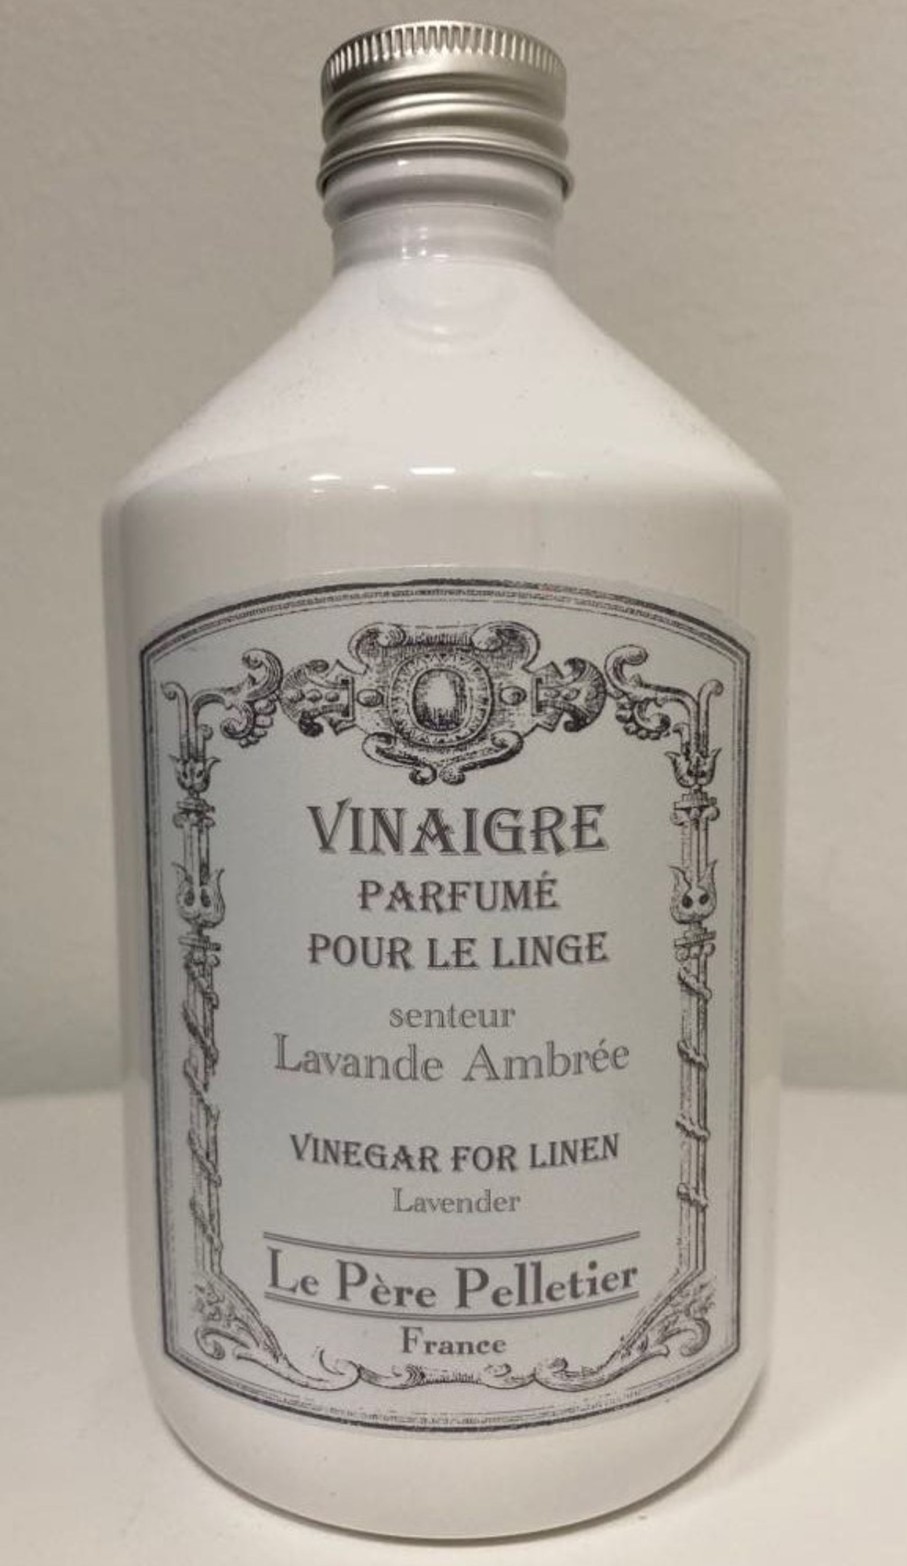 VINAIGRE
PARFUMÉ
POUR LE LINGE
senteur
Lavande Ambrée
VINEGAR FOR LINEN
Lavender
Le Père Pelletier
France